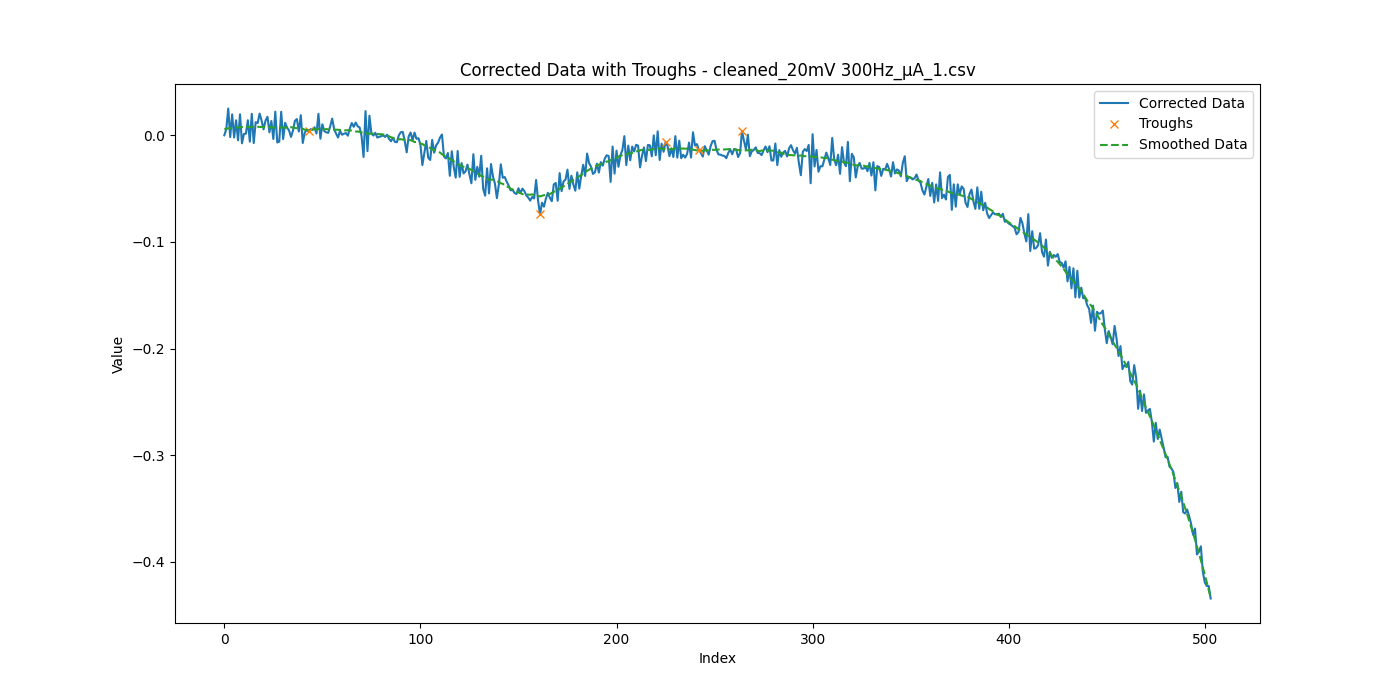 Corrected Data with Troughs - cleaned_20mV 300Hz_μA_1.csv
Corrected Data
Troughs
Smoothed Data
0.0
−0.1
−0.2
−0.3
−0.4
Value
0 100 200 300 400 500
Index